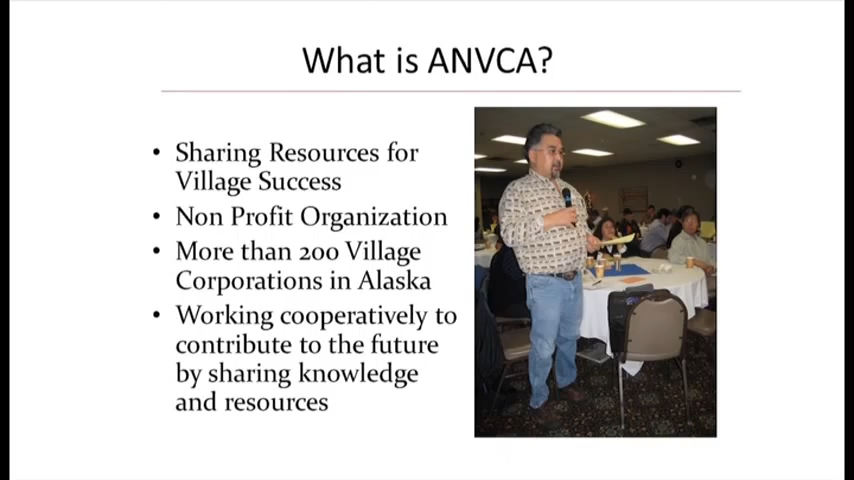 What is ANVCA?
• Sharing Resources for
Village Success
• Non Profit Organization
• More than 200 Village
Corporations in Alaska
• Working cooperatively to
contribute to the future
by sharing knowledge
and resources